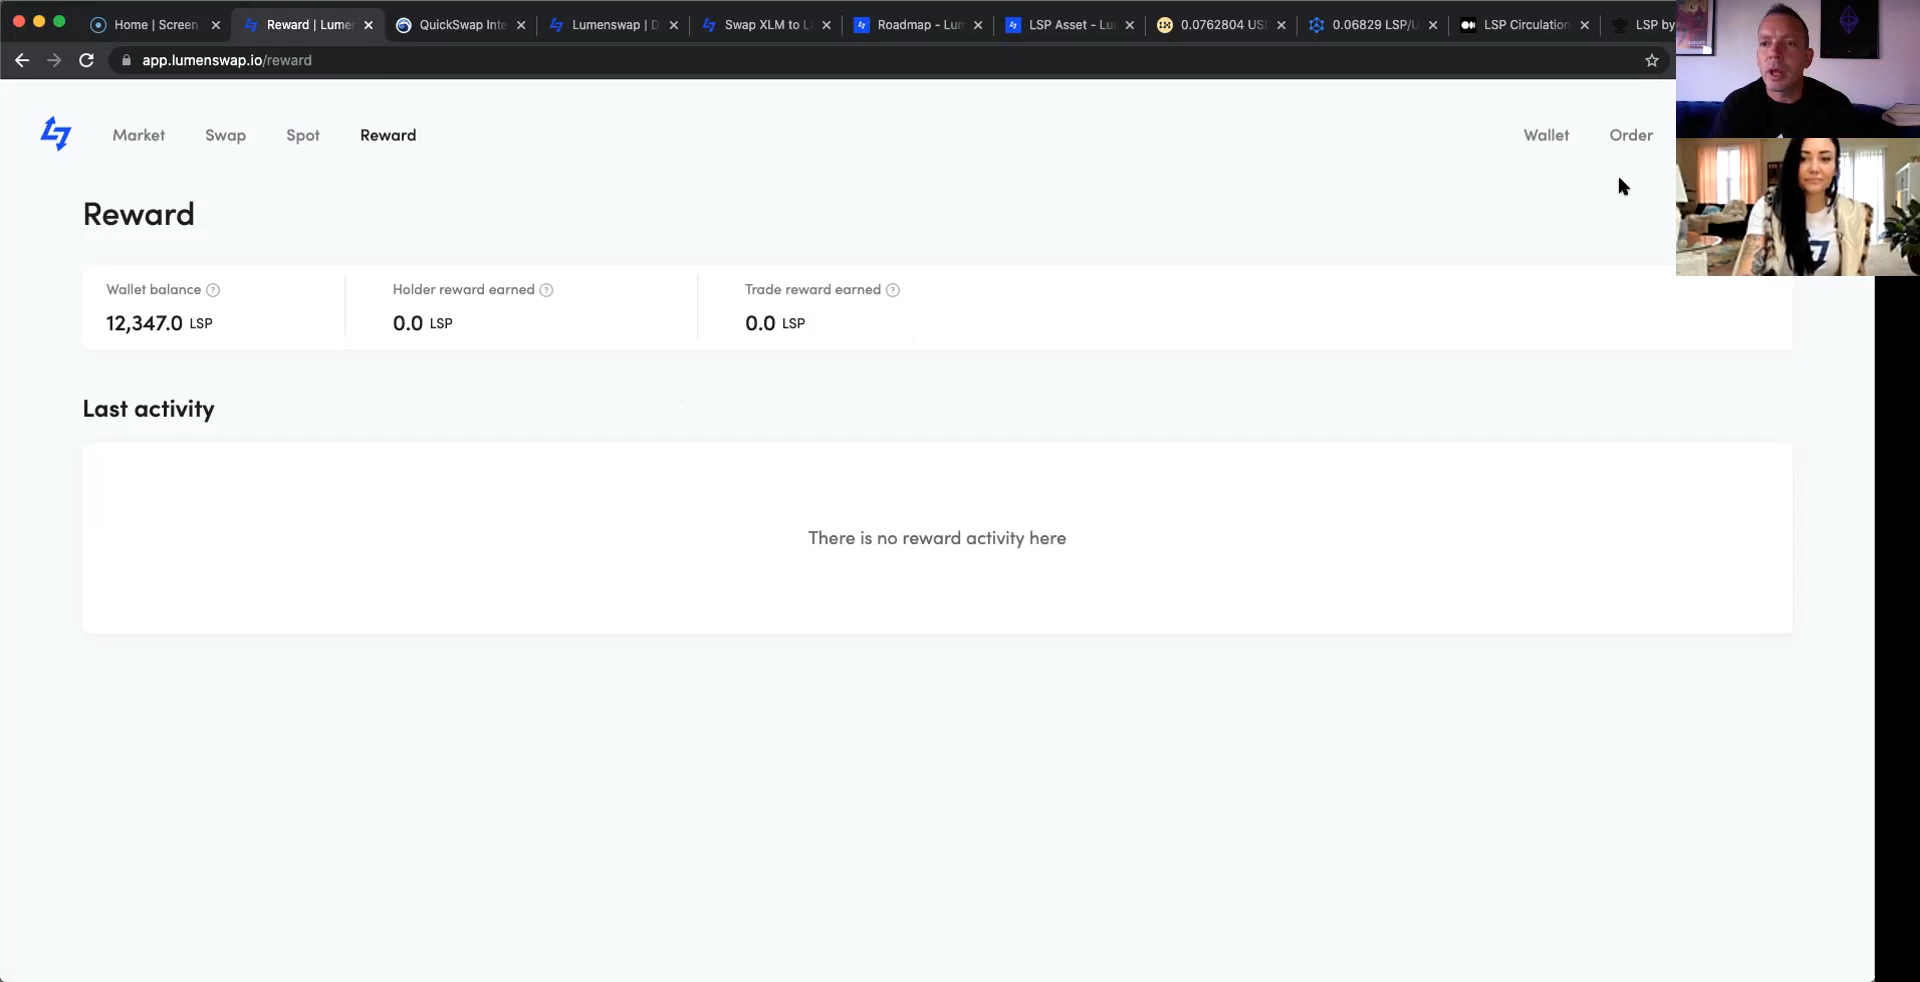 Home | Screen
Reward | Lumen
QuickSwap Inte
Lumenswap | D
Swap XLM to L
Roadmap - Lum
LSP Asset - Lu
0.0762804 US
0.06829 LSP/U
LSP Circulation
LSP by
app.lumenswap.io/reward
Market
Swap
Spot
Reward
Wallet
Order
Reward
Wallet balance ?
Holder reward earned ?
Trade reward earned ?
12,347.0 LSP
0.0 LSP
0.0 LSP
Last activity
There is no reward activity here